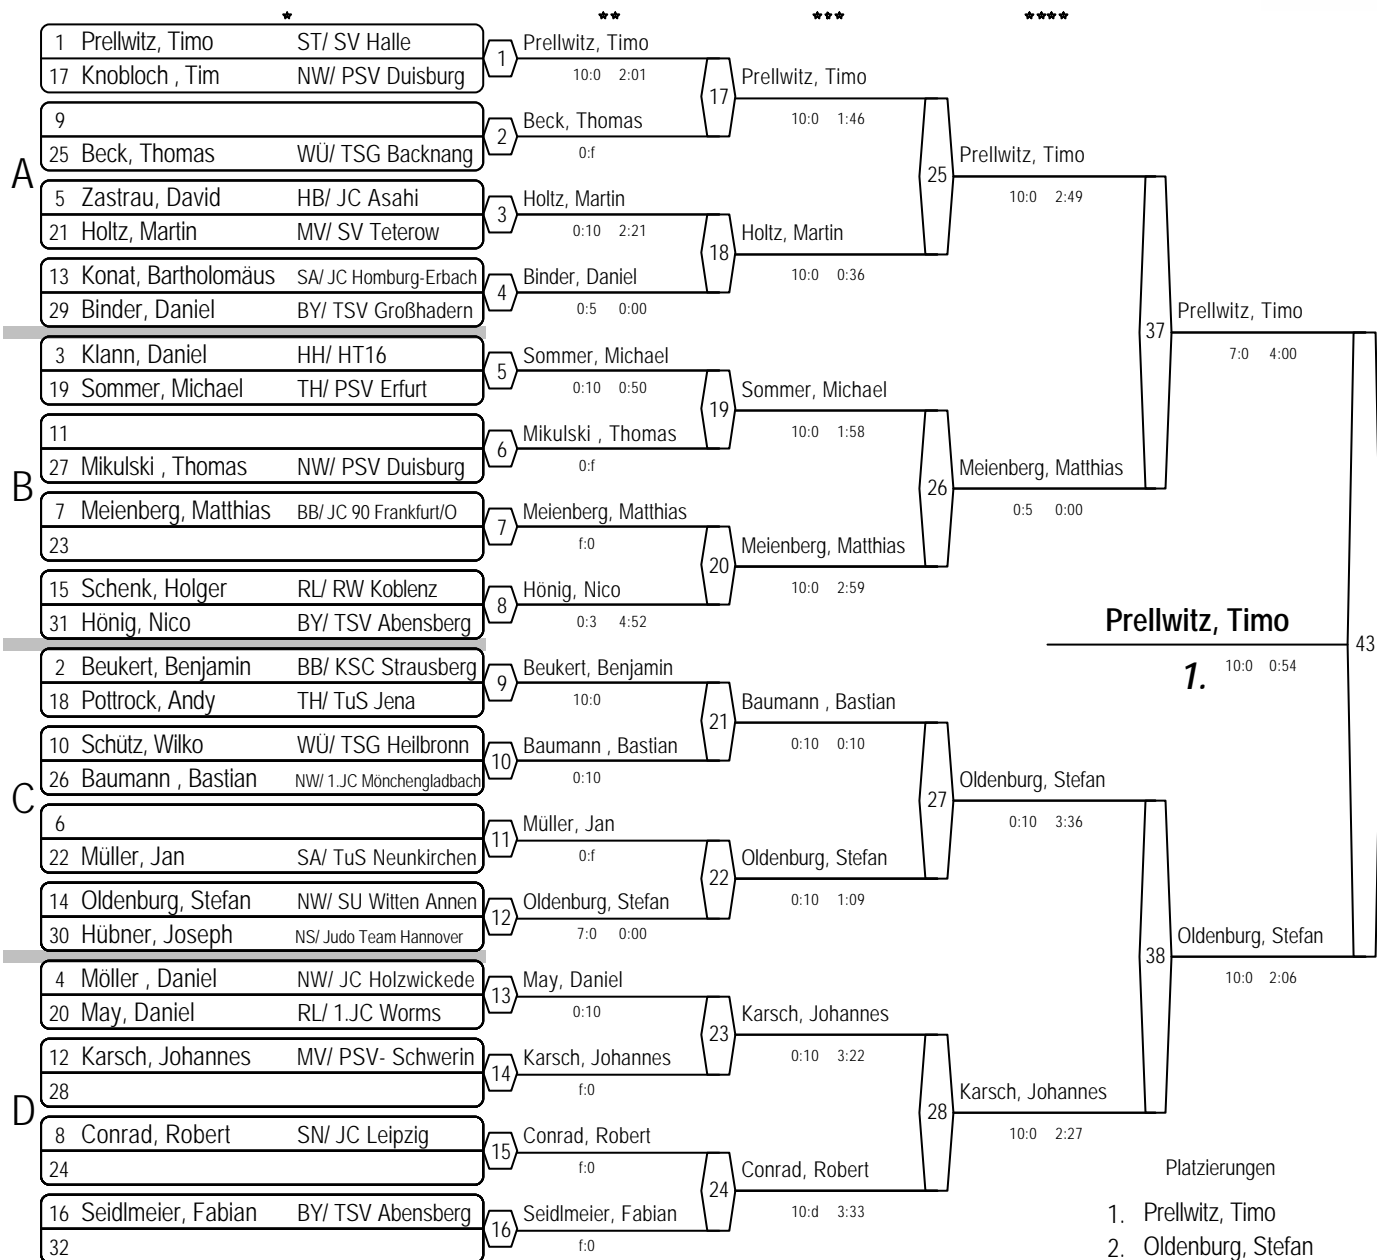 * ** *** ****
A
1 Prellwitz, Timo ST/ SV Halle
17 Knobloch , Tim NW/ PSV Duisburg
9
25 Beck, Thomas WÜ/ TSG Backnang
5 Zastrau, David HB/ JC Asahi
21 Holtz, Martin MV/ SV Teterow
13 Konat, Bartholomäus SA/ JC Homburg-Erbach
29 Binder, Daniel BY/ TSV Großhadern
B
3 Klann, Daniel HH/ HT16
19 Sommer, Michael TH/ PSV Erfurt
11
27 Mikulski , Thomas NW/ PSV Duisburg
7 Meienberg, Matthias BB/ JC 90 Frankfurt/O
23
15 Schenk, Holger RL/ RW Koblenz
31 Hönig, Nico BY/ TSV Abensberg
C
2 Beukert, Benjamin BB/ KSC Strausberg
18 Pottrock, Andy TH/ TuS Jena
10 Schütz, Wilko WÜ/ TSG Heilbronn
26 Baumann , Bastian NW/ 1.JC Mönchengladbach
6
22 Müller, Jan SA/ TuS Neunkirchen
14 Oldenburg, Stefan NW/ SU Witten Annen
30 Hübner, Joseph NS/ Judo Team Hannover
D
4 Möller , Daniel NW/ JC Holzwickede
20 May, Daniel RL/ 1.JC Worms
12 Karsch, Johannes MV/ PSV- Schwerin
28
8 Conrad, Robert SN/ JC Leipzig
24
16 Seidlmeier, Fabian BY/ TSV Abensberg
32
1 Prellwitz, Timo
10:0 2:01
2 Beck, Thomas
0:f
3 Holtz, Martin
0:10 2:21
4 Binder, Daniel
0:5 0:00
5 Sommer, Michael
0:10 0:50
6 Mikulski , Thomas
0:f
7 Meienberg, Matthias
f:0
8 Hönig, Nico
0:3 4:52
9 Beukert, Benjamin
10:0
10 Baumann , Bastian
0:10
11 Müller, Jan
0:f
12 Oldenburg, Stefan
7:0 0:00
13 May, Daniel
0:10
14 Karsch, Johannes
f:0
15 Conrad, Robert
f:0
16 Seidlmeier, Fabian
f:0
17 Prellwitz, Timo
10:0 1:46
18 Holtz, Martin
10:0 0:36
19 Sommer, Michael
10:0 1:58
20 Meienberg, Matthias
10:0 2:59
21 Baumann , Bastian
0:10 0:10
22 Oldenburg, Stefan
0:10 1:09
23 Karsch, Johannes
0:10 3:22
24 Conrad, Robert
10:d 3:33
25 Prellwitz, Timo
10:0 2:49
26 Meienberg, Matthias
0:5 0:00
27 Oldenburg, Stefan
0:10 3:36
28 Karsch, Johannes
10:0 2:27
37 Prellwitz, Timo
7:0 4:00
38 Oldenburg, Stefan
10:0 2:06
43 Prellwitz, Timo
1. 10:0 0:54
Platzierungen
1. Prellwitz, Timo
2. Oldenburg, Stefan